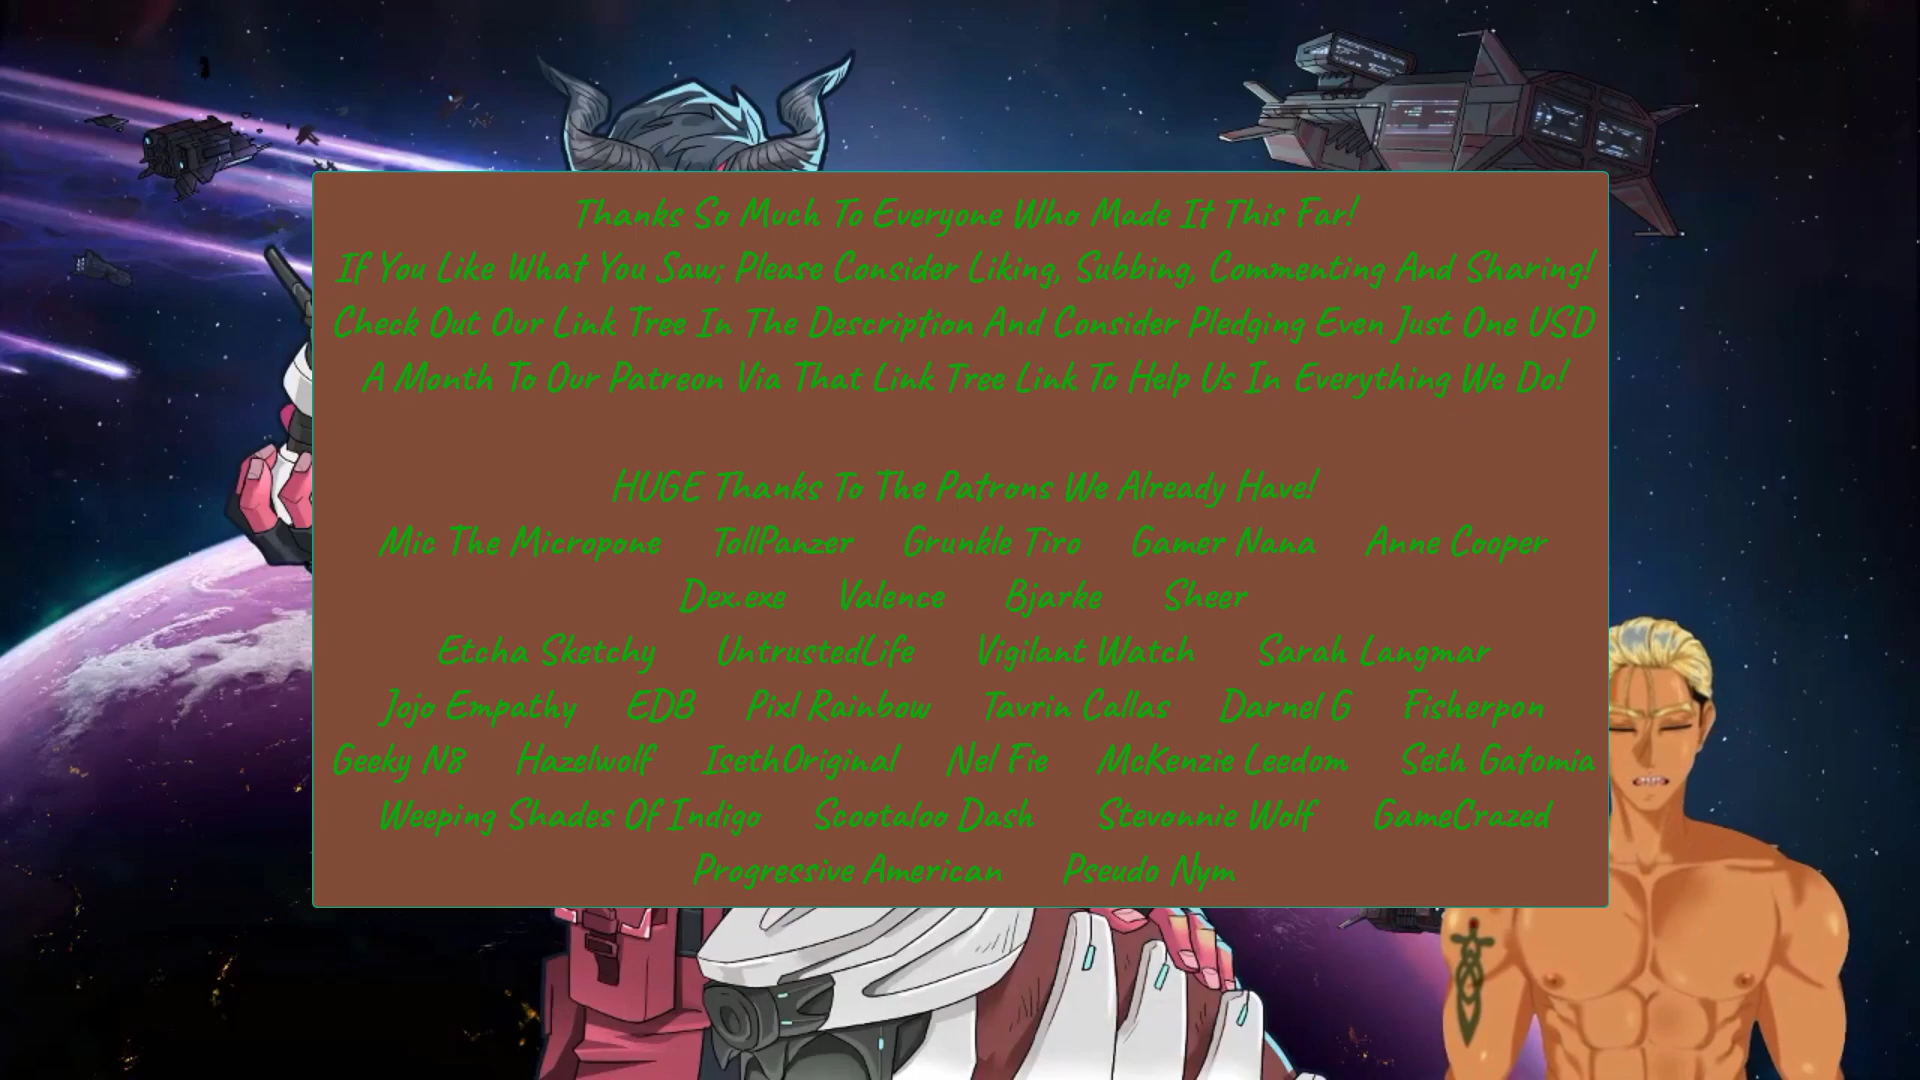 Thanks So Much To Everyone Who Made It This Far!
If You Like What You Saw; Please Consider Liking, Subbing, Commenting And Sharing!
Check Out Our Link Tree In The Description And Consider Pledging Even Just One USD
A Month To Our Patreon Via That Link Tree Link To Help Us In Everything We Do!
HUGE Thanks To The Patrons We Already Have!
Mic The Micropone TollPanzer Grunkle Tiro Gamer Nana Anne Cooper
Dex.exe Valence Bjarke Sheer
Etcha Sketchy UntrustedLife Vigilant Watch Sarah Langmar
Jojo Empathy EDB Pixl Rainbow Tavrin Callas Darnel G Fisherpon
Geeky N8 Hazelwolf IsethOriginal Nel Fie McKenzie Leedom Seth Gatomia
Weeping Shades Of Indigo Scootaloo Dash Stevonnie Wolf GameCrazed
Progressive American Pseudo Nym